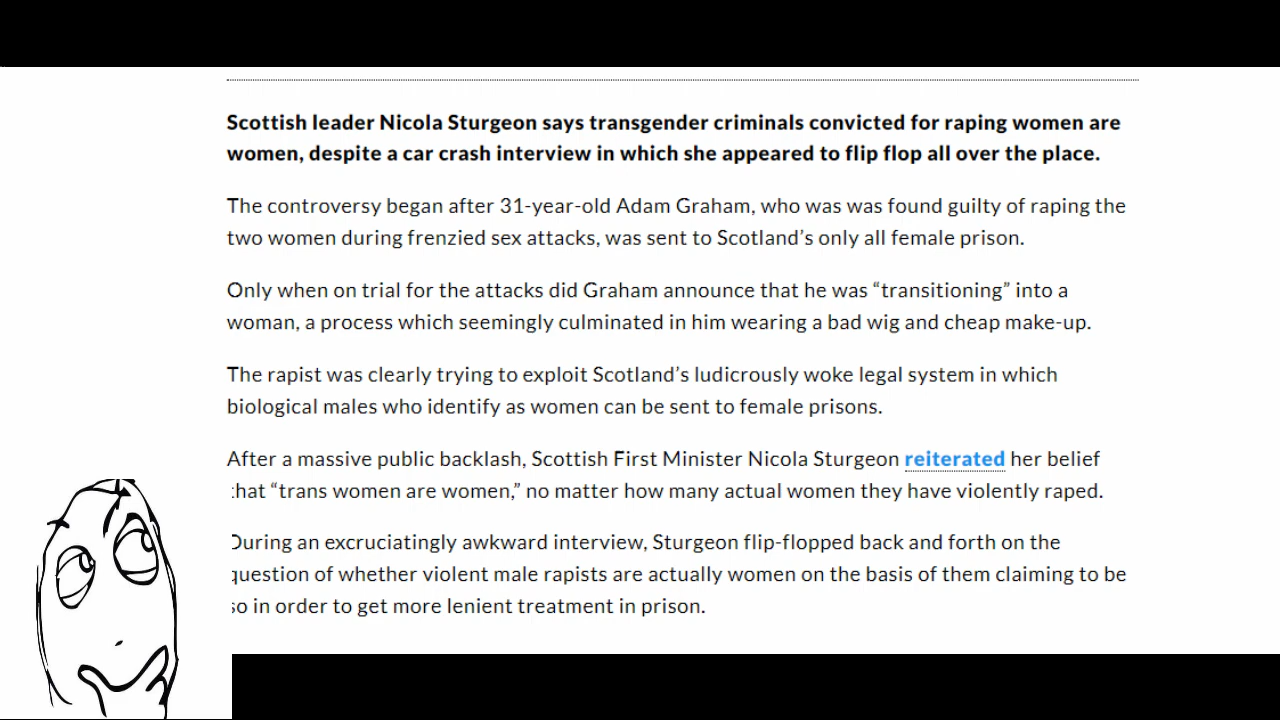 Scottish leader Nicola Sturgeon says transgender criminals convicted for raping women are
women, despite a car crash interview in which she appeared to flip flop all over the place.
The controversy began after 31-year-old Adam Graham, who was was found guilty of raping the
two women during frenzied sex attacks, was sent to Scotland’s only all female prison.
Only when on trial for the attacks did Graham announce that he was “transitioning” into a
woman, a process which seemingly culminated in him wearing a bad wig and cheap make-up.
The rapist was clearly trying to exploit Scotland’s ludicrously woke legal system in which
biological males who identify as women can be sent to female prisons.
After a massive public backlash, Scottish First Minister Nicola Sturgeon reiterated her belief
that “trans women are women,” no matter how many actual women they have violently raped.
During an excruciatingly awkward interview, Sturgeon flip-flopped back and forth on the
question of whether violent male rapists are actually women on the basis of them claiming to be
so in order to get more lenient treatment in prison.